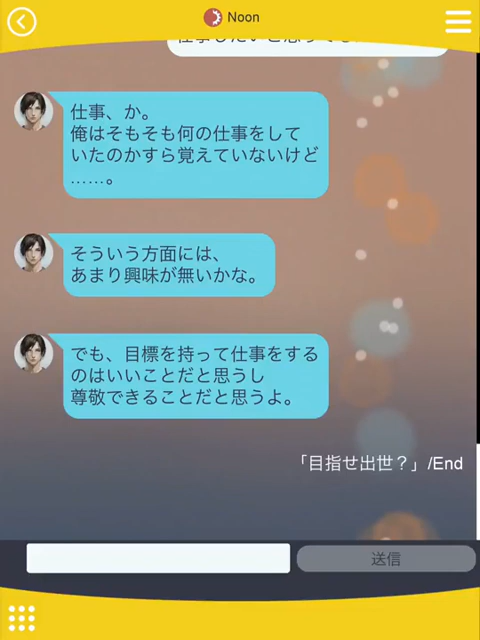 Noon
仕事、か。
俺はそもそも何の仕事をして
いたのかすら覚えていないけど
……。
そういう方面には、
あまり興味が無いかな。
でも、目標を持って仕事をする
のはいいことだと思うし
尊敬できることだと思うよ。
「目指せ出世？」/End
送信